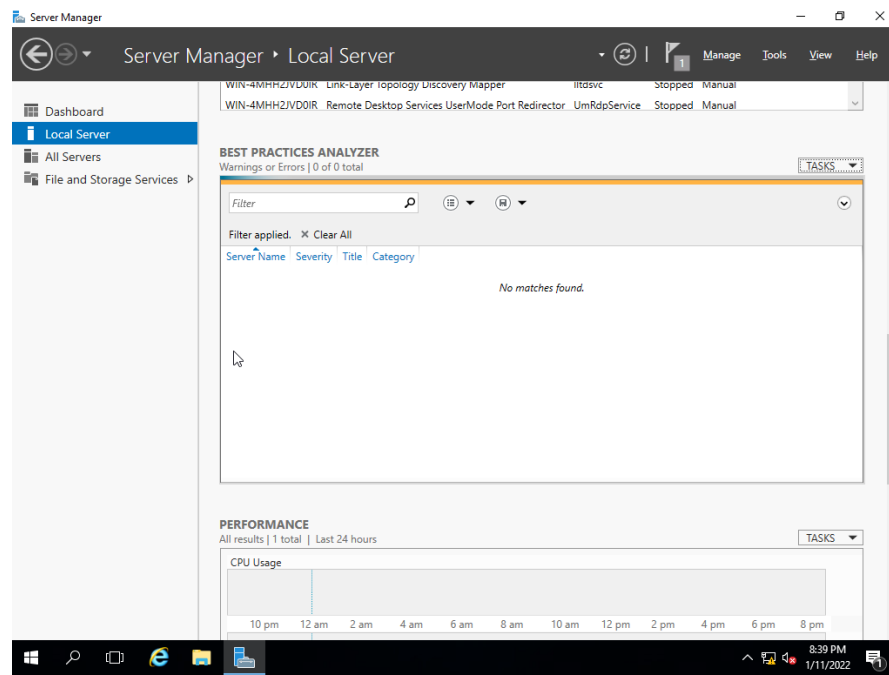 Server Manager
Server Manager • Local Server
1
Manage Tools View Help
Dashboard
Local Server
All Servers
File and Storage Services
WIN-4MHH2JVD0IR Link-Layer Topology Discovery Mapper lltdsvc Stopped Manual
WIN-4MHH2JVD0IR Remote Desktop Services UserMode Port Redirector UmRdpService Stopped Manual
BEST PRACTICES ANALYZER
Warnings or Errors | 0 of 0 total
TASKS
Filter
Filter applied. Clear All
Server Name Severity Title Category
No matches found.
PERFORMANCE
All results | 1 total | Last 24 hours
TASKS
CPU Usage
10 pm 12 am 2 am 4 am 6 am 8 am 10 am 12 pm 2 pm 4 pm 6 pm 8 pm
8:39 PM
1/11/2022
1